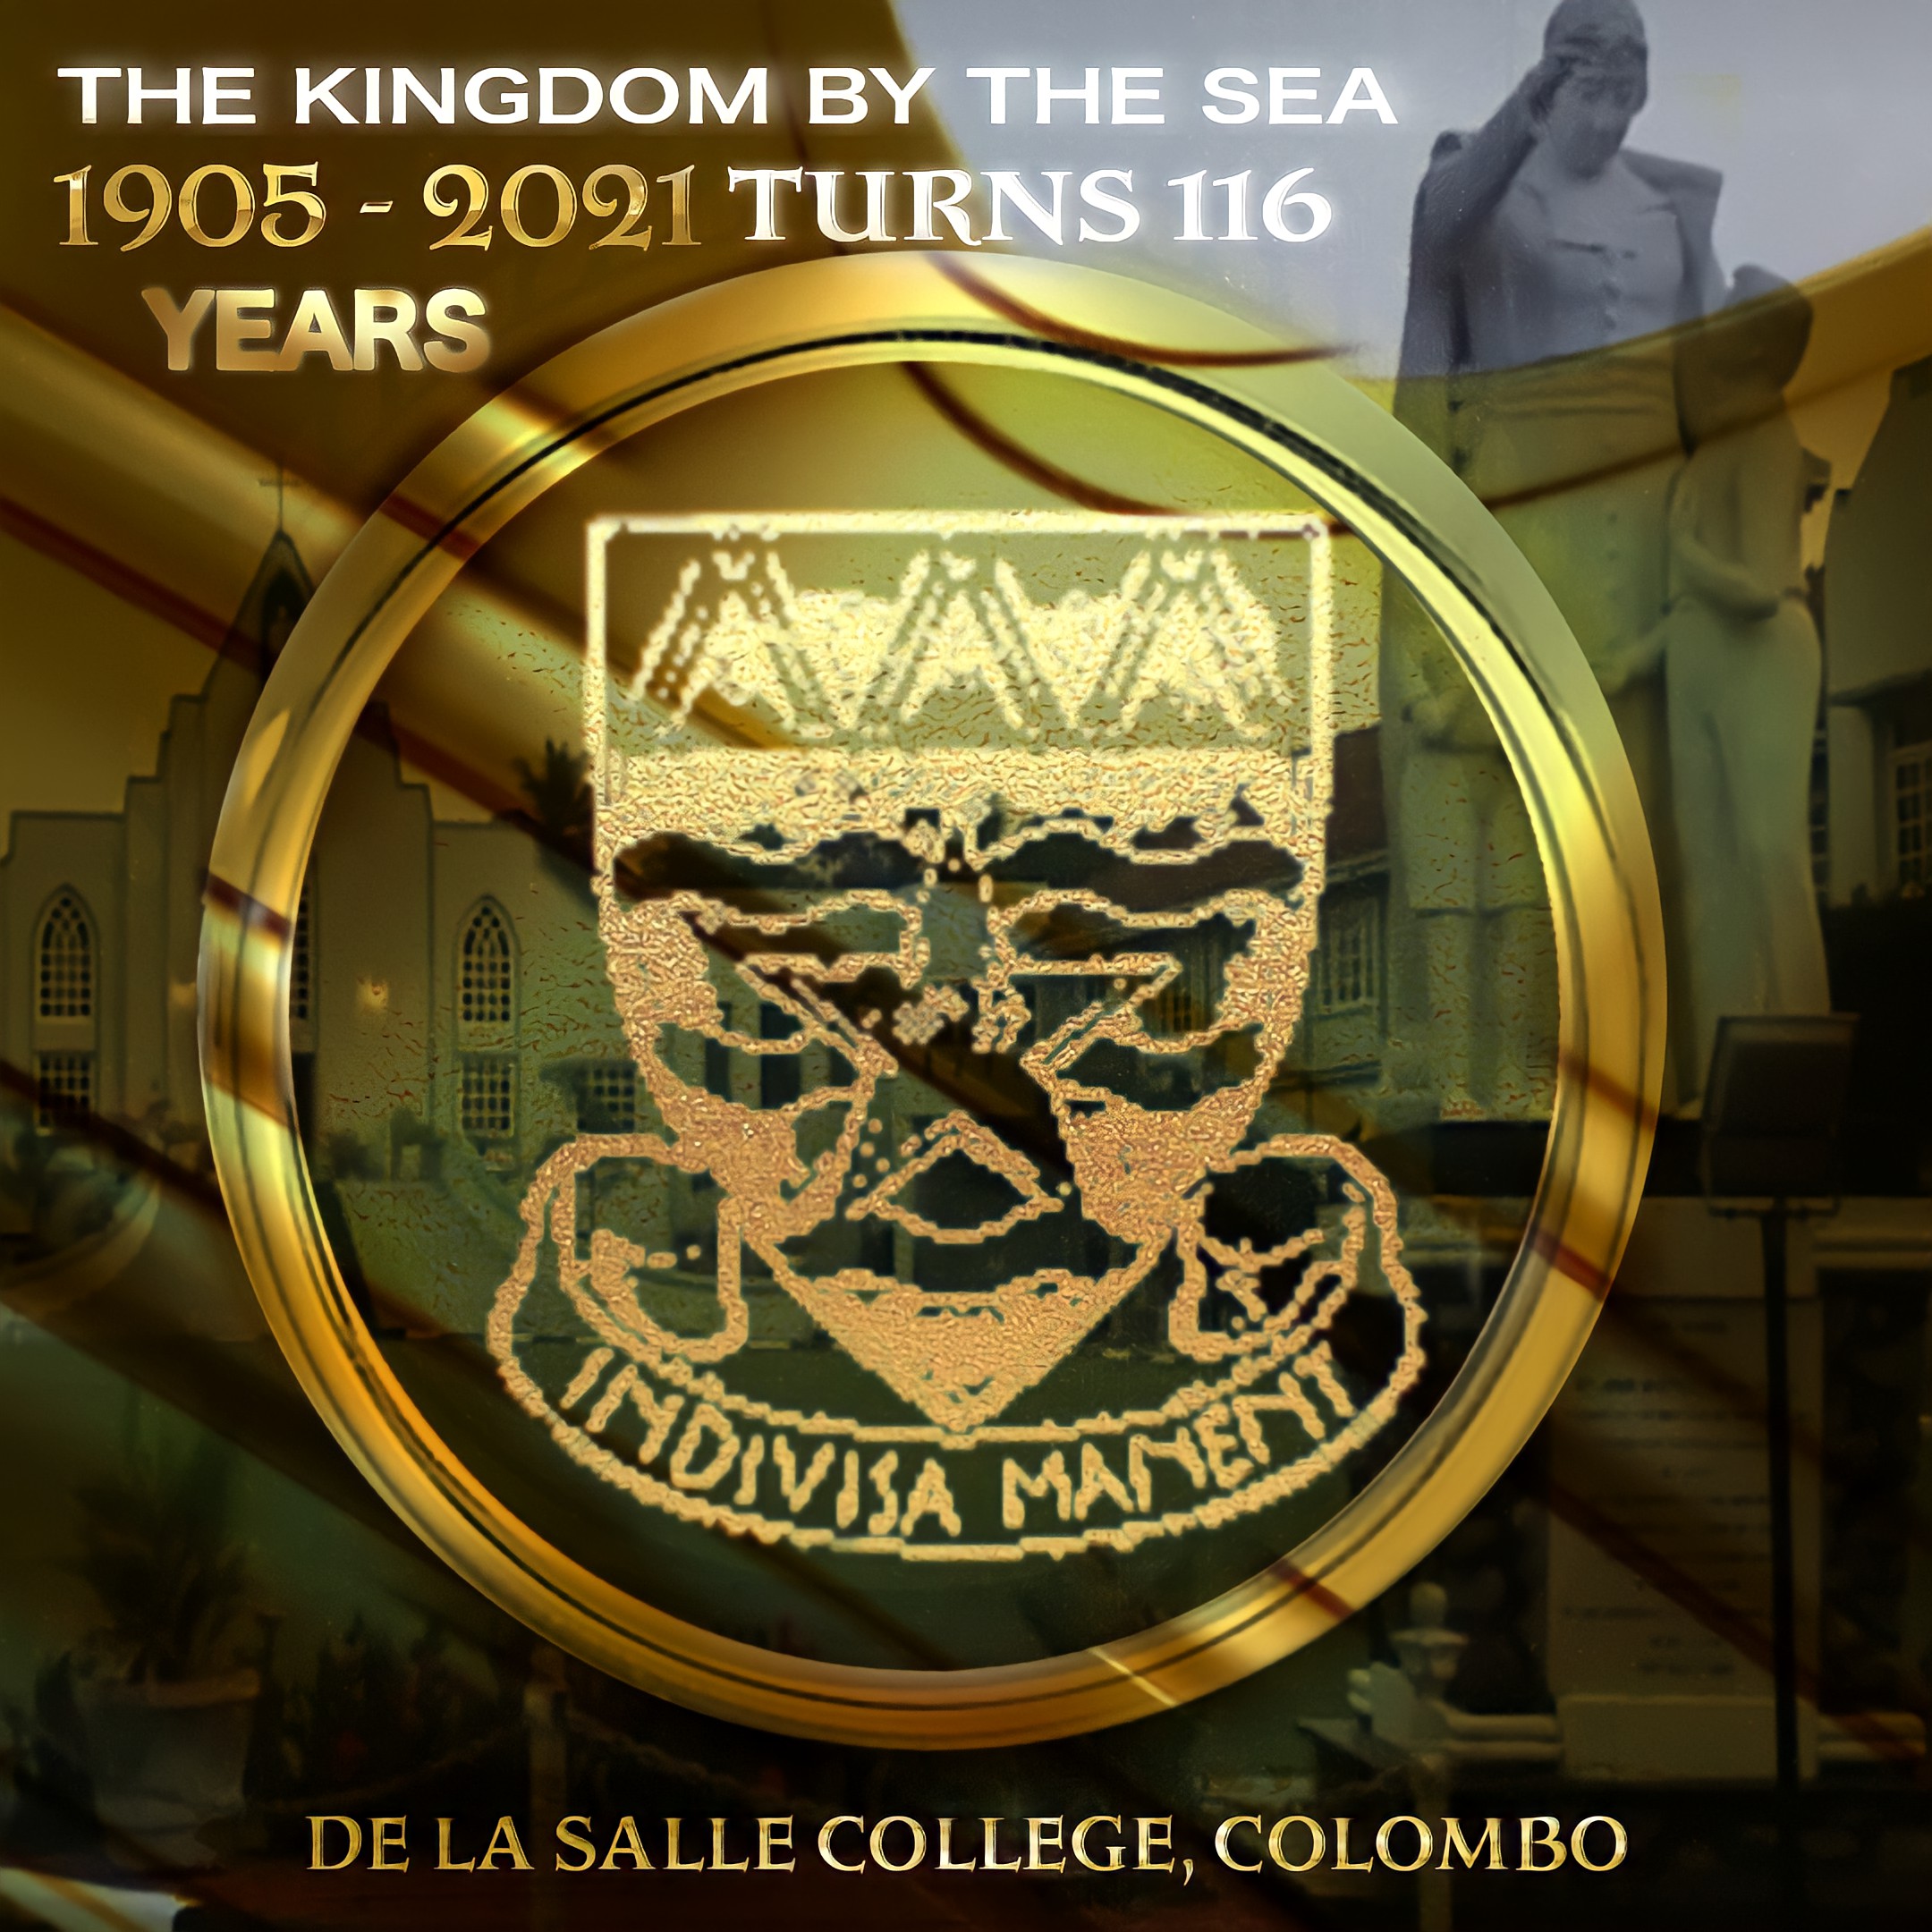 THE KINGDOM BY THE SEA
1905 - 2021 TURNS 116
YEARS
INDIVISA MANENT
DE LA SALLE COLLEGE, COLOMBO